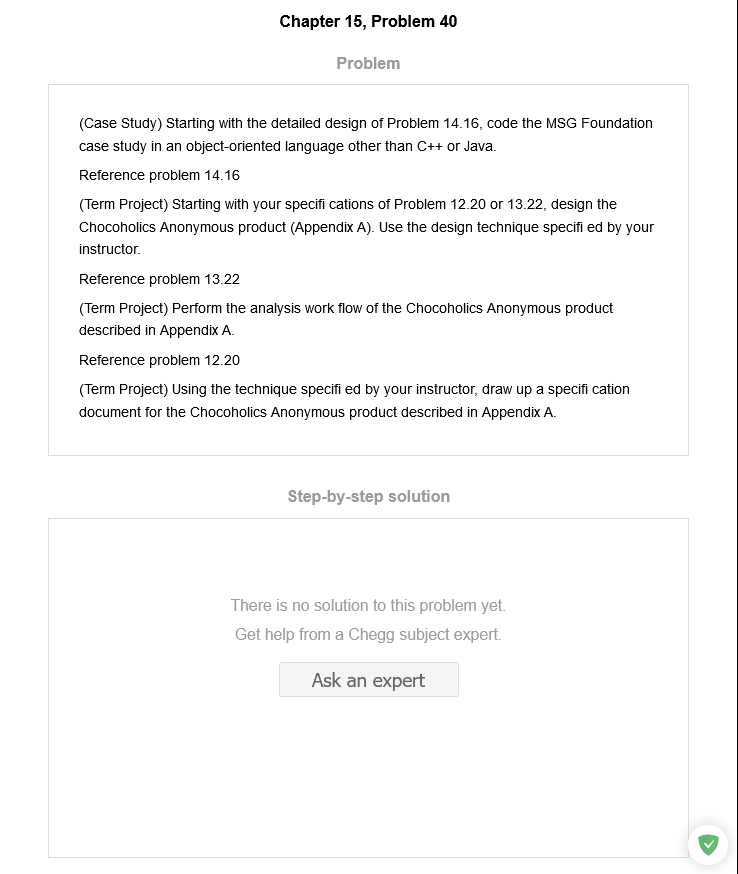 Chapter 15, Problem 40
Problem
(Case Study) Starting with the detailed design of Problem 14.16, code the MSG Foundation
case study in an object-oriented language other than C++ or Java.
Reference problem 14.16
(Term Project) Starting with your specifi cations of Problem 12.20 or 13.22, design the
Chocoholics Anonymous product (Appendix A). Use the design technique specifi ed by your
instructor.
Reference problem 13.22
(Term Project) Perform the analysis work flow of the Chocoholics Anonymous product
described in Appendix A.
Reference problem 12.20
(Term Project) Using the technique specifi ed by your instructor, draw up a specifi cation
document for the Chocoholics Anonymous product described in Appendix A.
Step-by-step solution
There is no solution to this problem yet.
Get help from a Chegg subject expert.
Ask an expert